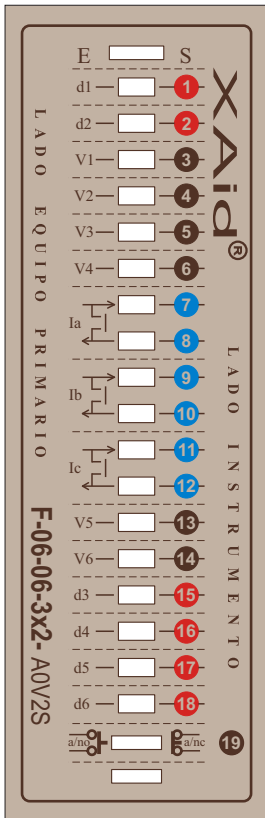 E S
d1 1
d2 2
V1 3
V2 4
V3 5
V4 6
Ia 7
8
Ib 9
10
Ic 11
12
V5 13
V6 14
d3 15
d4 16
d5 17
d6 18
a/no a/nc 19
XAid®
LADO EQUIPO PRIMARIO
LADO INSTRUMENTO
F-06-06-3x2- A0V2S